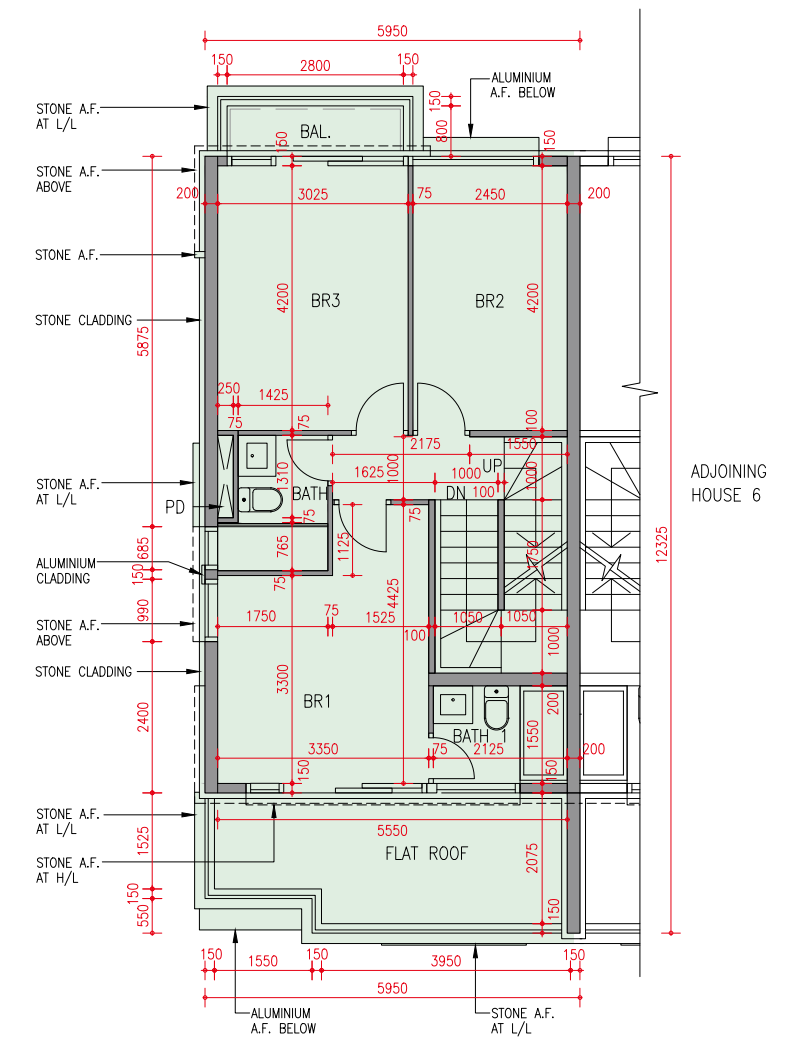 5950
150
2800
150
ALUMINIUM
A.F. BELOW
STONE A.F.
AT L/L
150
800
BAL.
150
150
STONE A.F.
ABOVE
200
3025
75
2450
200
STONE A.F.
BR3
BR2
4200
4200
STONE CLADDING
5875
250
1425
75
75
100
2175
1550
1625
1000
1000
UP
1000
100
DN
1310
BATH
PD
75
75
ADJOINING
HOUSE 6
STONE A.F.
AT L/L
685
765
1125
1750
12325
ALUMINIUM
CLADDING
150
75
4425
990
1750
75
1525
100
1050
1050
STONE A.F.
ABOVE
1000
STONE CLADDING
3300
BR1
200
2400
BATH 1
1550
3350
75
2125
200
150
150
STONE A.F.
AT L/L
5550
1525
FLAT ROOF
2075
STONE A.F.
AT H/L
150
550
150
150
1550
150
3950
150
5950
ALUMINIUM
A.F. BELOW
STONE A.F.
AT L/L